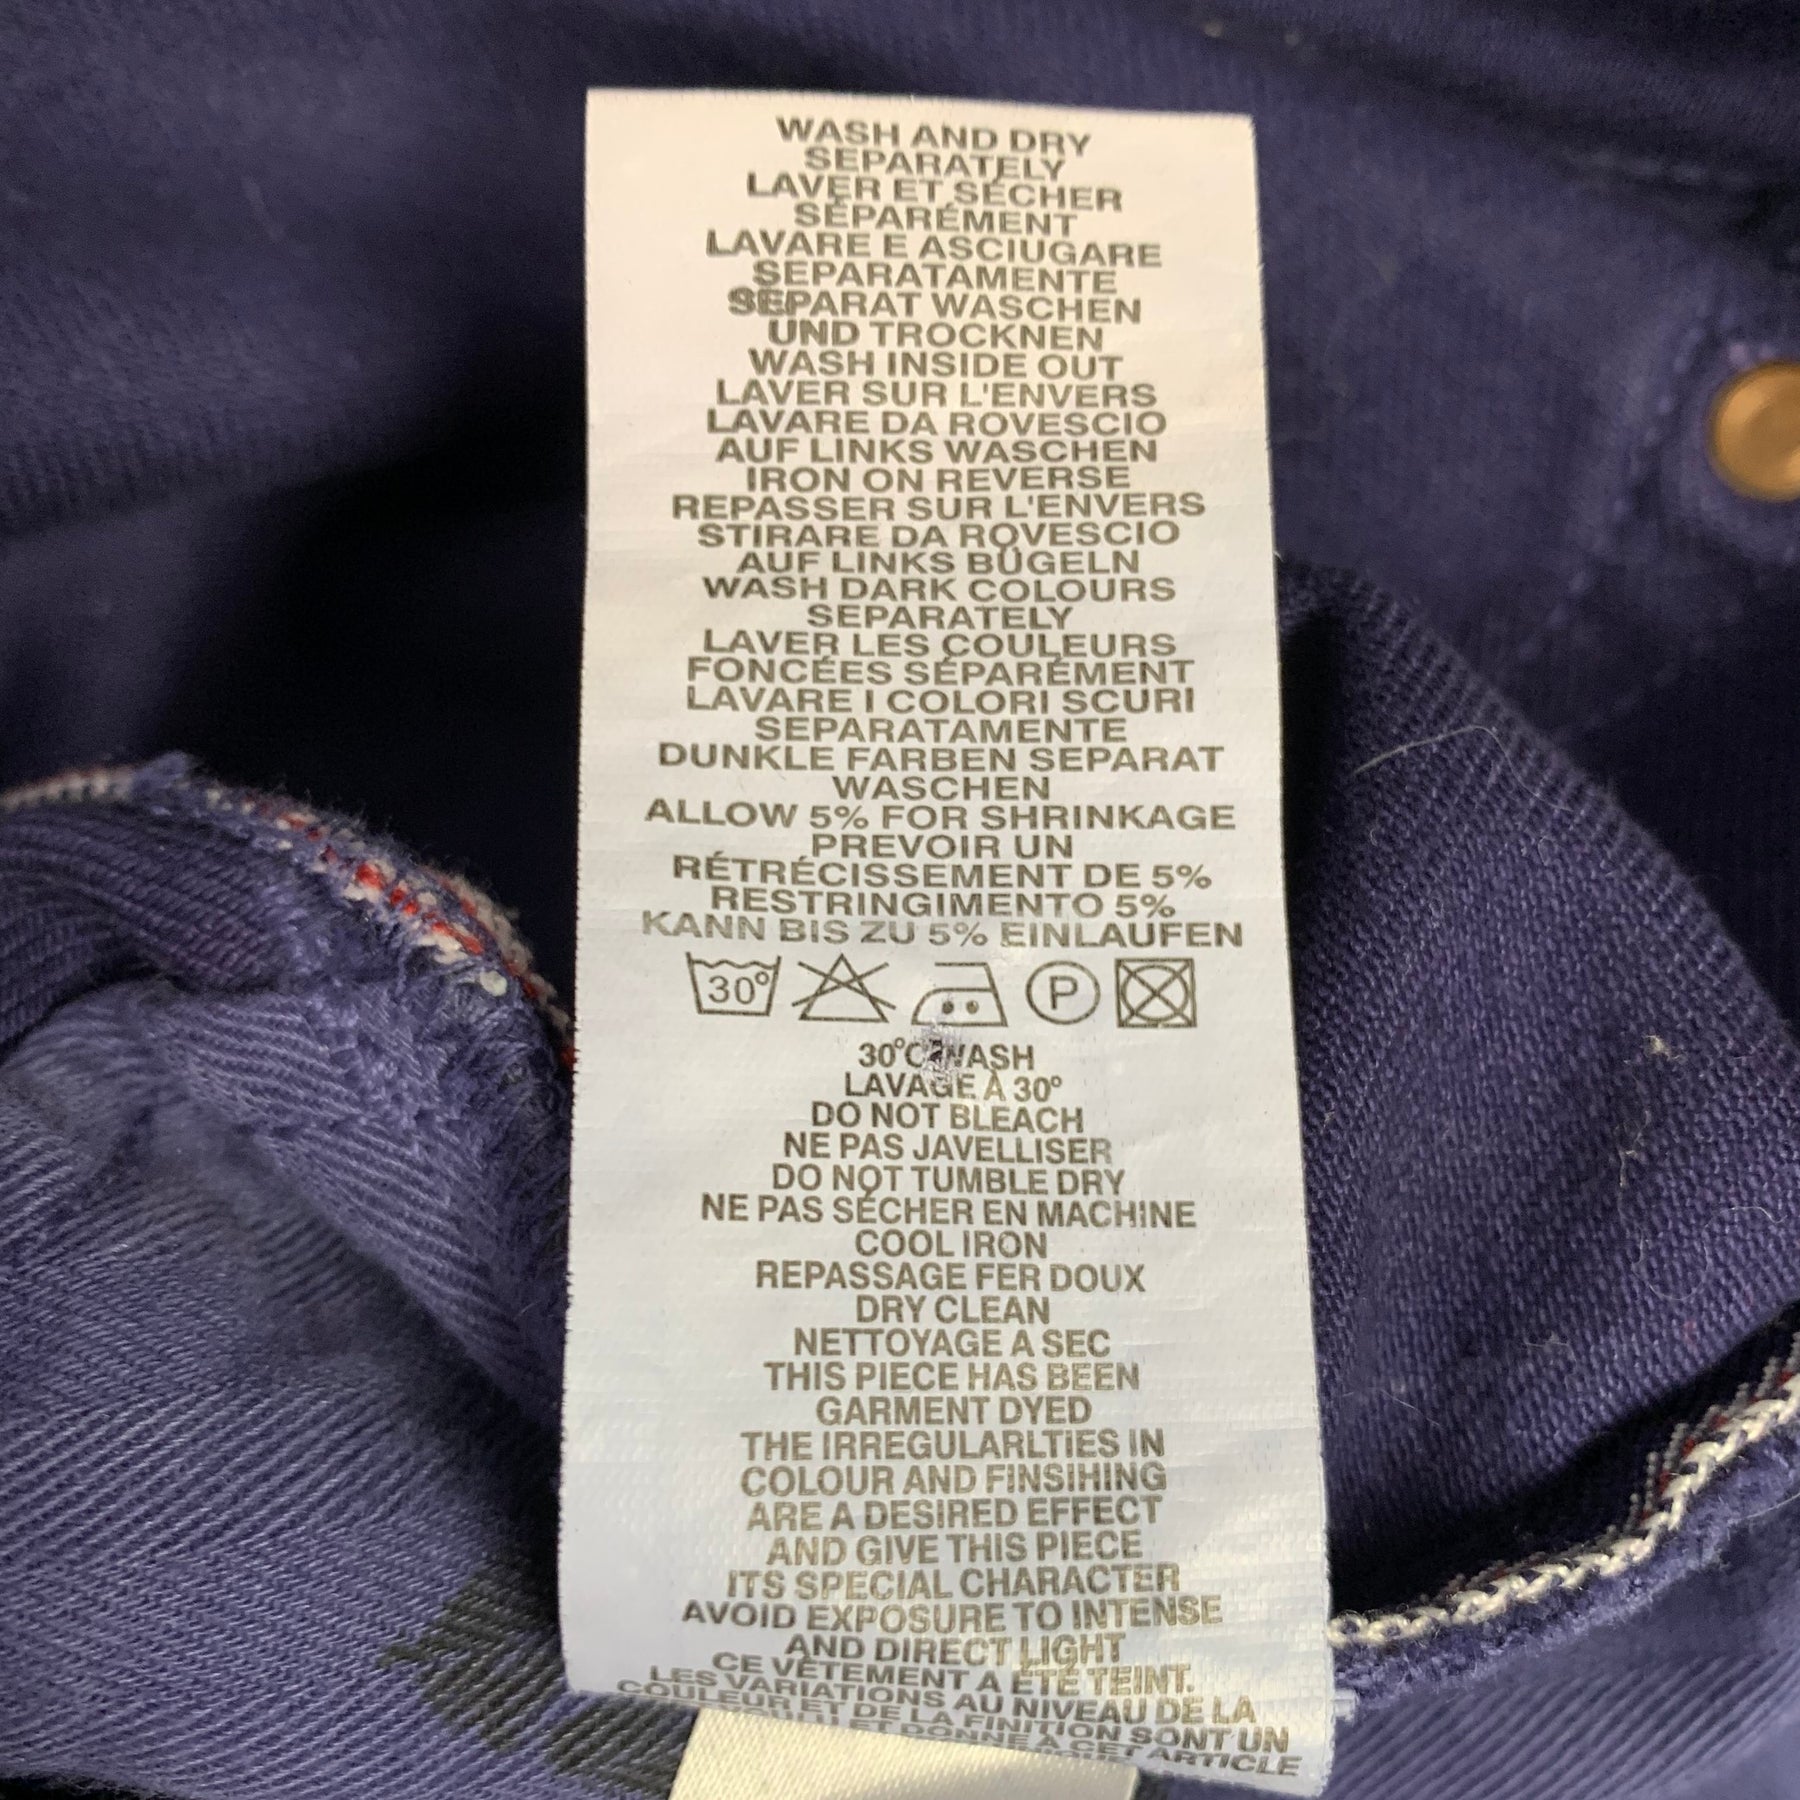 WASH AND DRY
SEPARATELY
LAVER ET SÉCHER
SÉPARÉMENT
LAVARE E ASCIUGARE
SEPARATAMENTE
SEPARAT WASCHEN
UND TROCKNEN
WASH INSIDE OUT
LAVER SUR L'ENVERS
LAVARE DA ROVESCIO
AUF LINKS WASCHEN
IRON ON REVERSE
REPASSER SUR L'ENVERS
STIRARE DA ROVESCIO
AUF LINKS BÜGELN
WASH DARK COLOURS
SEPARATELY
LAVER LES COULEURS
FONCÉES SÉPARÉMENT
LAVARE I COLORI SCURI
SEPARATAMENTE
DUNKLE FARBEN SEPARAT
WASCHEN
ALLOW 5% FOR SHRINKAGE
PREVOIR UN
RÉTRÉCISSEMENT DE 5%
RESTRINGIMENTO 5%
KANN BIS ZU 5% EINLAUFEN
30° P
30°C WASH
LAVAGE À 30°
DO NOT BLEACH
NE PAS JAVELLISER
DO NOT TUMBLE DRY
NE PAS SÉCHER EN MACHINE
COOL IRON
REPASSAGE FER DOUX
DRY CLEAN
NETTOYAGE A SEC
THIS PIECE HAS BEEN
GARMENT DYED
THE IRREGULARLTIES IN
COLOUR AND FINSIHING
ARE A DESIRED EFFECT
AND GIVE THIS PIECE
ITS SPECIAL CHARACTER
AVOID EXPOSURE TO INTENSE
AND DIRECT LIGHT
CE VÊTEMENT A ÉTÉ TEINT.
LES VARIATIONS AU NIVEAU DE LA
COULEUR ET DE LA FINITION SONT UN
ET DONNE À CET ARTICLE